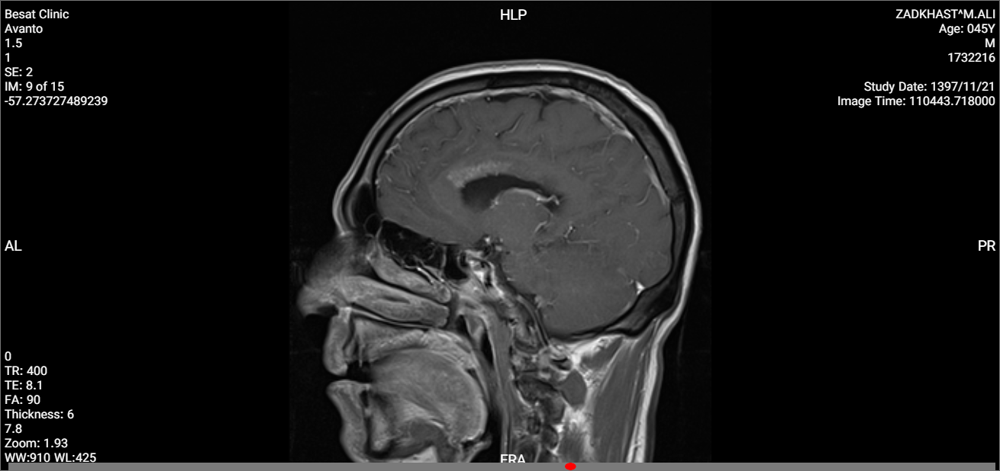 Besat Clinic
Avanto
1.5
1
SE: 2
IM: 9 of 15
-57.273727489239
HLP
ZADKHAST^M.ALI
Age: 045Y
M
1732216
Study Date: 1397/11/21
Image Time: 110443.718000
AL
PR
0
TR: 400
TE: 8.1
FA: 90
Thickness: 6
7.8
Zoom: 1.93
WW:910 WL:425
FRA